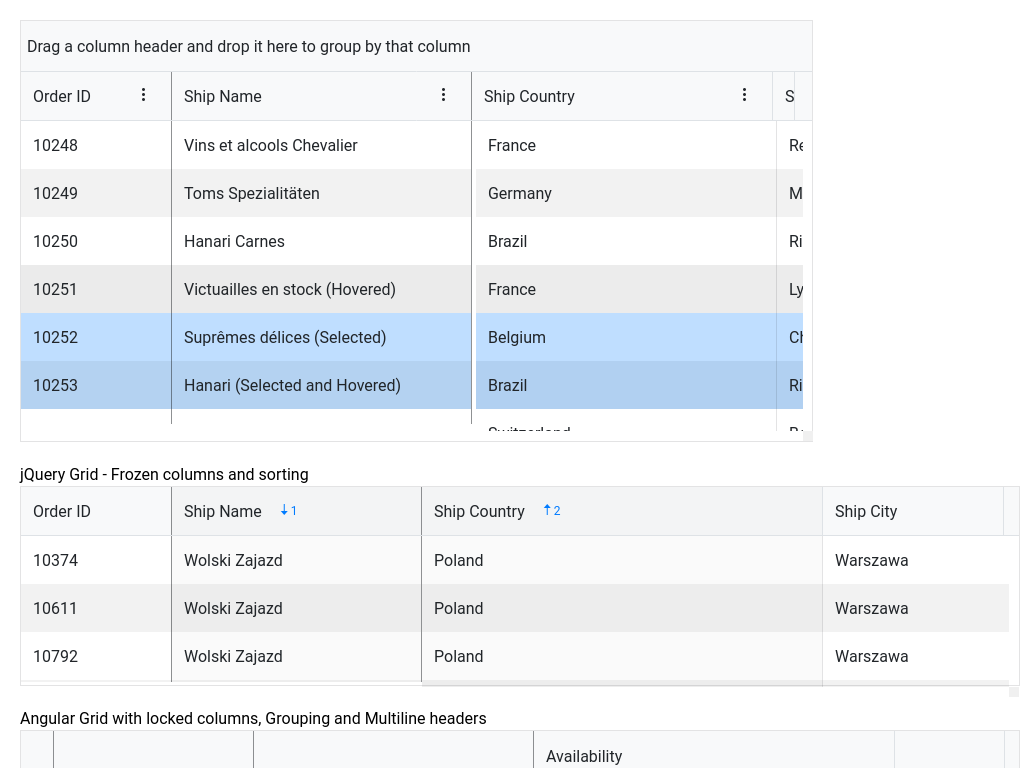 Drag a column header and drop it here to group by that column
Order ID Ship Name Ship Country S
10248 Vins et alcools Chevalier France Re
10249 Toms Spezialitäten Germany M
10250 Hanari Carnes Brazil Ri
10251 Victuailles en stock (Hovered) France Ly
10252 Suprêmes délices (Selected) Belgium Ch
10253 Hanari (Selected and Hovered) Brazil Ri
Switzerland
jQuery Grid - Frozen columns and sorting
Order ID Ship Name 1 Ship Country 2 Ship City
10374 Wolski Zajazd Poland Warszawa
10611 Wolski Zajazd Poland Warszawa
10792 Wolski Zajazd Poland Warszawa
Angular Grid with locked columns, Grouping and Multiline headers
Availability